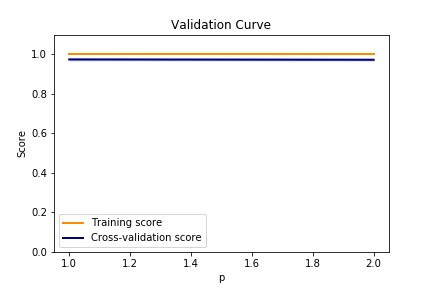 Validation Curve
1.0
0.8
0.6
0.4
0.2
0.0
Score
Training score
Cross-validation score
1.0 1.2 1.4 1.6 1.8 2.0
p